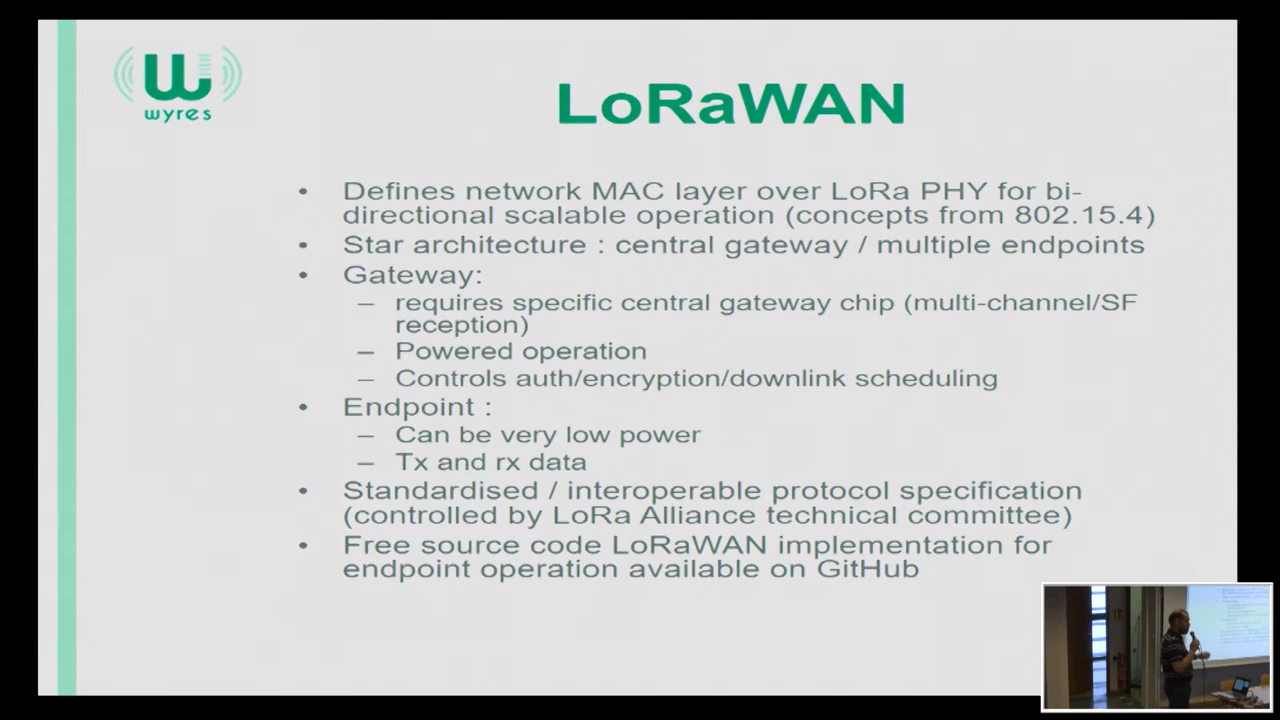 wyres
LoRaWAN
• Defines network MAC layer over LoRa PHY for bi-
directional scalable operation (concepts from 802.15.4)
• Star architecture : central gateway / multiple endpoints
• Gateway:
– requires specific central gateway chip (multi-channel/SF
reception)
– Powered operation
– Controls auth/encryption/downlink scheduling
• Endpoint :
– Can be very low power
– Tx and rx data
• Standardised / interoperable protocol specification
(controlled by LoRa Alliance technical committee)
• Free source code LoRaWAN implementation for
endpoint operation available on GitHub